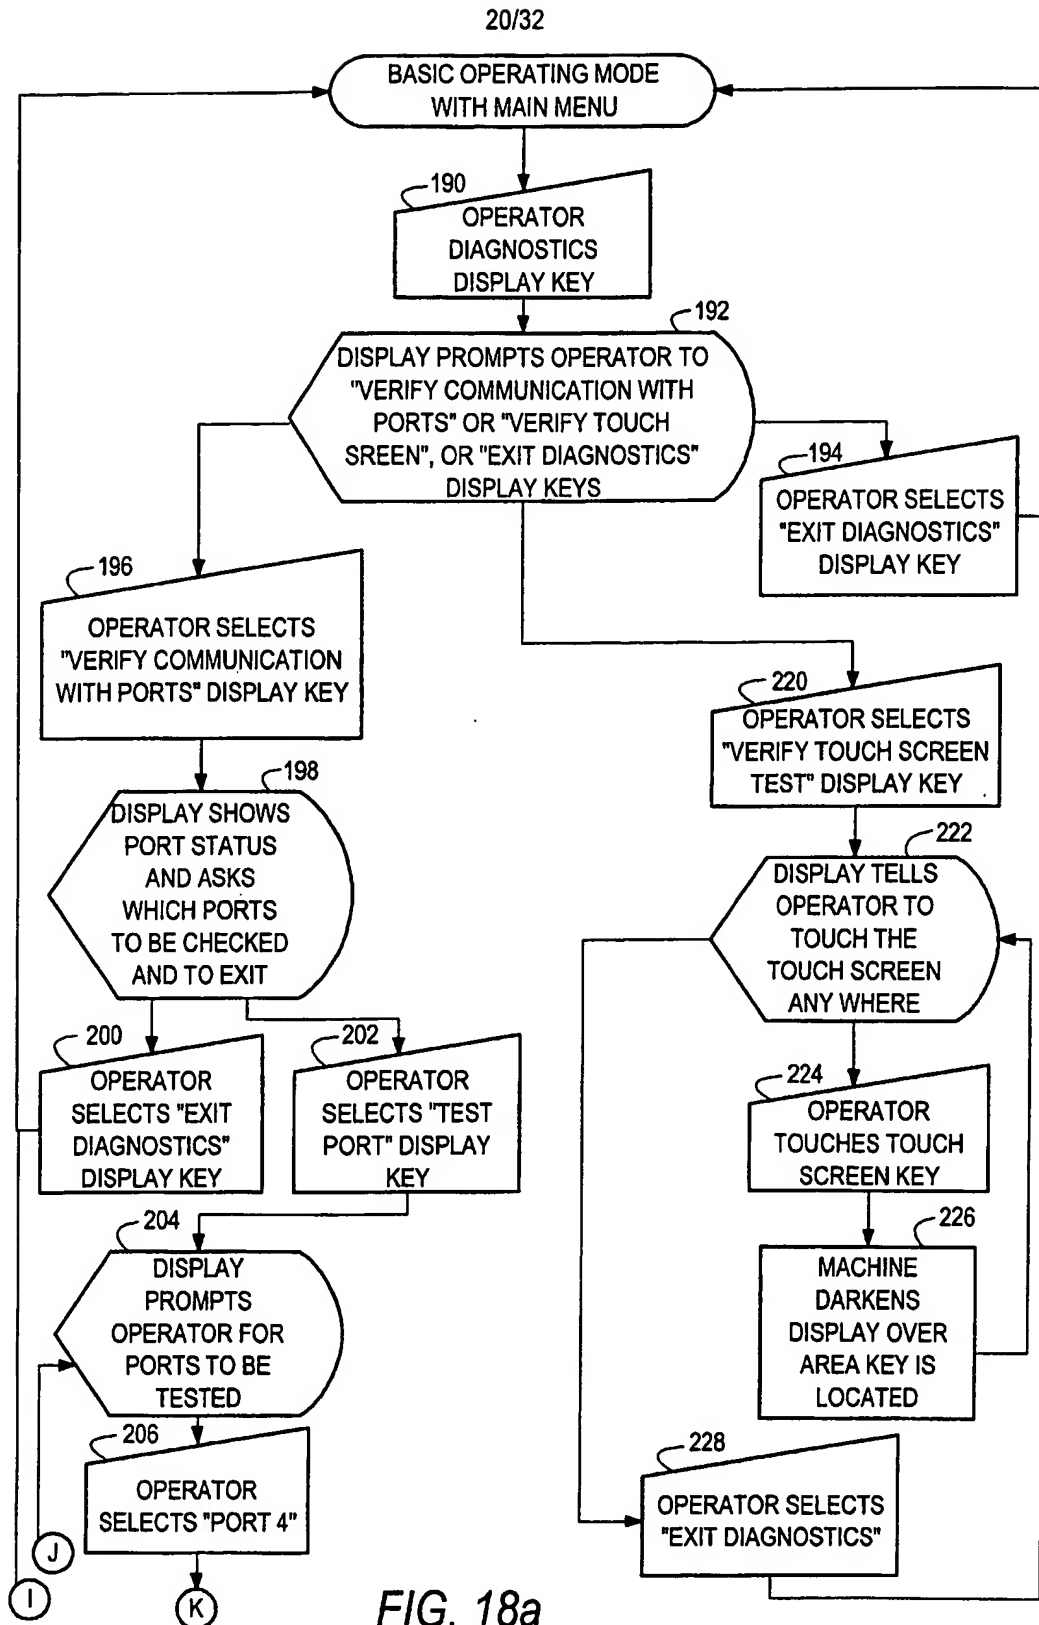 20/32
BASIC OPERATING MODE
WITH MAIN MENU
190
OPERATOR
DIAGNOSTICS
DISPLAY KEY
192
DISPLAY PROMPTS OPERATOR TO
"VERIFY COMMUNICATION WITH
PORTS" OR "VERIFY TOUCH
SREEN", OR "EXIT DIAGNOSTICS"
DISPLAY KEYS
194
OPERATOR SELECTS
"EXIT DIAGNOSTICS"
DISPLAY KEY
196
OPERATOR SELECTS
"VERIFY COMMUNICATION
WITH PORTS" DISPLAY KEY
198
DISPLAY SHOWS
PORT STATUS
AND ASKS
WHICH PORTS
TO BE CHECKED
AND TO EXIT
200
OPERATOR
SELECTS "EXIT
DIAGNOSTICS"
DISPLAY KEY
202
OPERATOR
SELECTS "TEST
PORT" DISPLAY
KEY
204
DISPLAY
PROMPTS
OPERATOR FOR
PORTS TO BE
TESTED
206
OPERATOR
SELECTS "PORT 4"
J
I
K
220
OPERATOR SELECTS
"VERIFY TOUCH SCREEN
TEST" DISPLAY KEY
222
DISPLAY TELLS
OPERATOR TO
TOUCH THE
TOUCH SCREEN
ANY WHERE
224
OPERATOR
TOUCHES TOUCH
SCREEN KEY
226
MACHINE
DARKENS
DISPLAY OVER
AREA KEY IS
LOCATED
228
OPERATOR SELECTS
"EXIT DIAGNOSTICS"
FIG. 18a